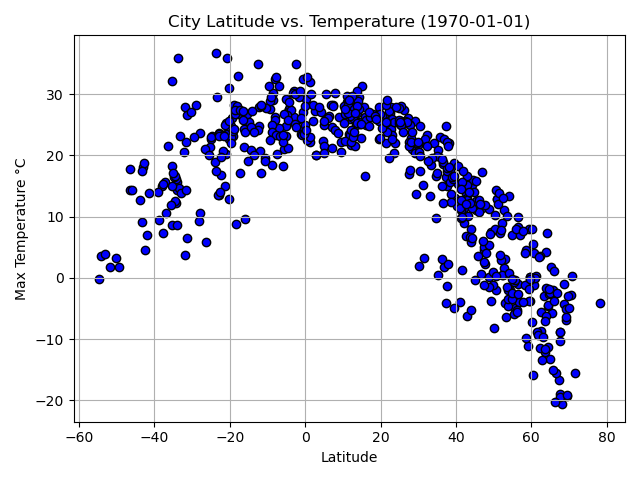 City Latitude vs. Temperature (1970-01-01)
Max Temperature °C
30
20
10
0
−10
−20
−60 −40 −20 0 20 40 60 80
Latitude